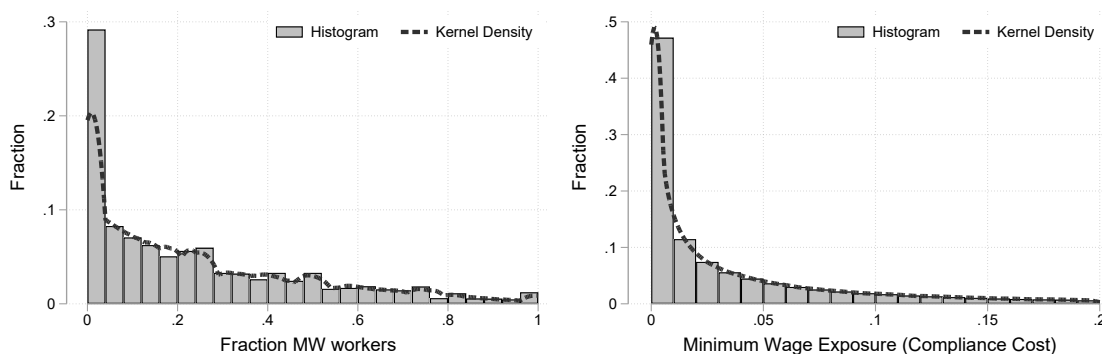 .3
.2
.1
0
Fraction
Histogram Kernel Density
0 .2 .4 .6 .8 1
Fraction MW workers
.5
.4
.3
.2
.1
0
Fraction
Histogram Kernel Density
0 .05 .1 .15 .2
Minimum Wage Exposure (Compliance Cost)